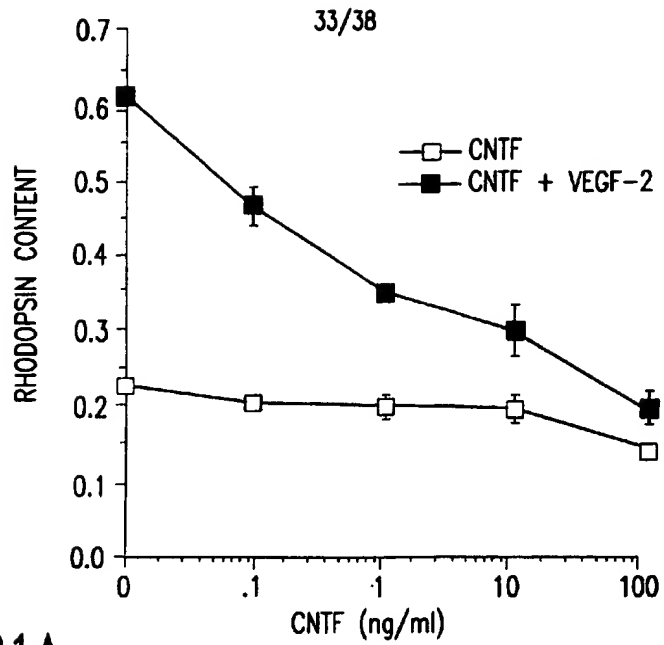 33/38
0.7
0.6
CNTF
0.5
CNTF + VEGF-2
0.4
RHODOPSIN CONTENT
0.3
0.2
0.1
0.0
0 .1 1 10 100
CNTF (ng/ml)